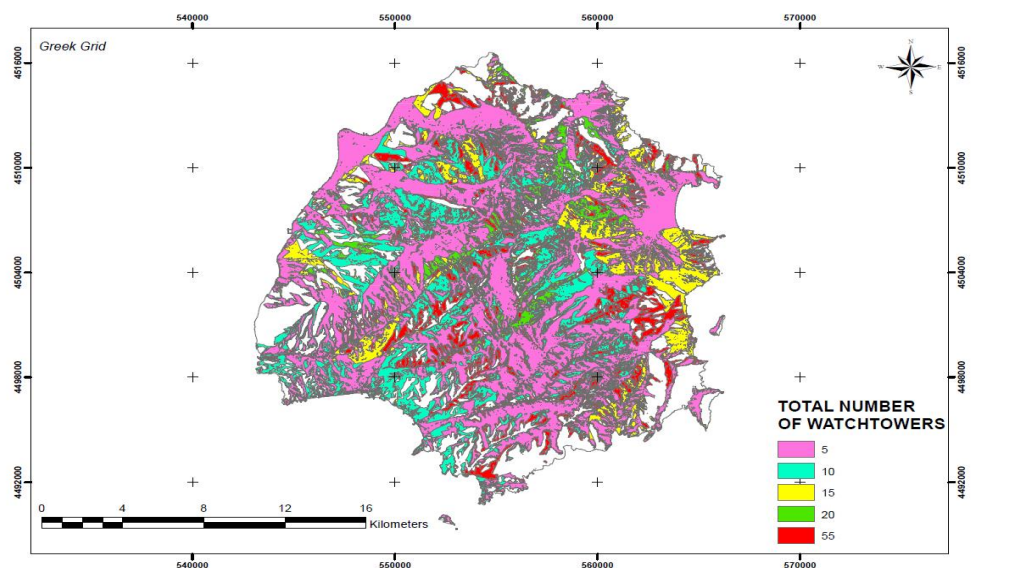 540000 550000 560000 570000
Greek Grid
N
W E
S
4516000 4516000
4510000 4510000
4504000 4504000
4498000 4498000
4492000 4492000
TOTAL NUMBER
OF WATCHTOWERS
5
10
15
20
55
0 4 8 12 16
Kilometers
540000 550000 560000 570000